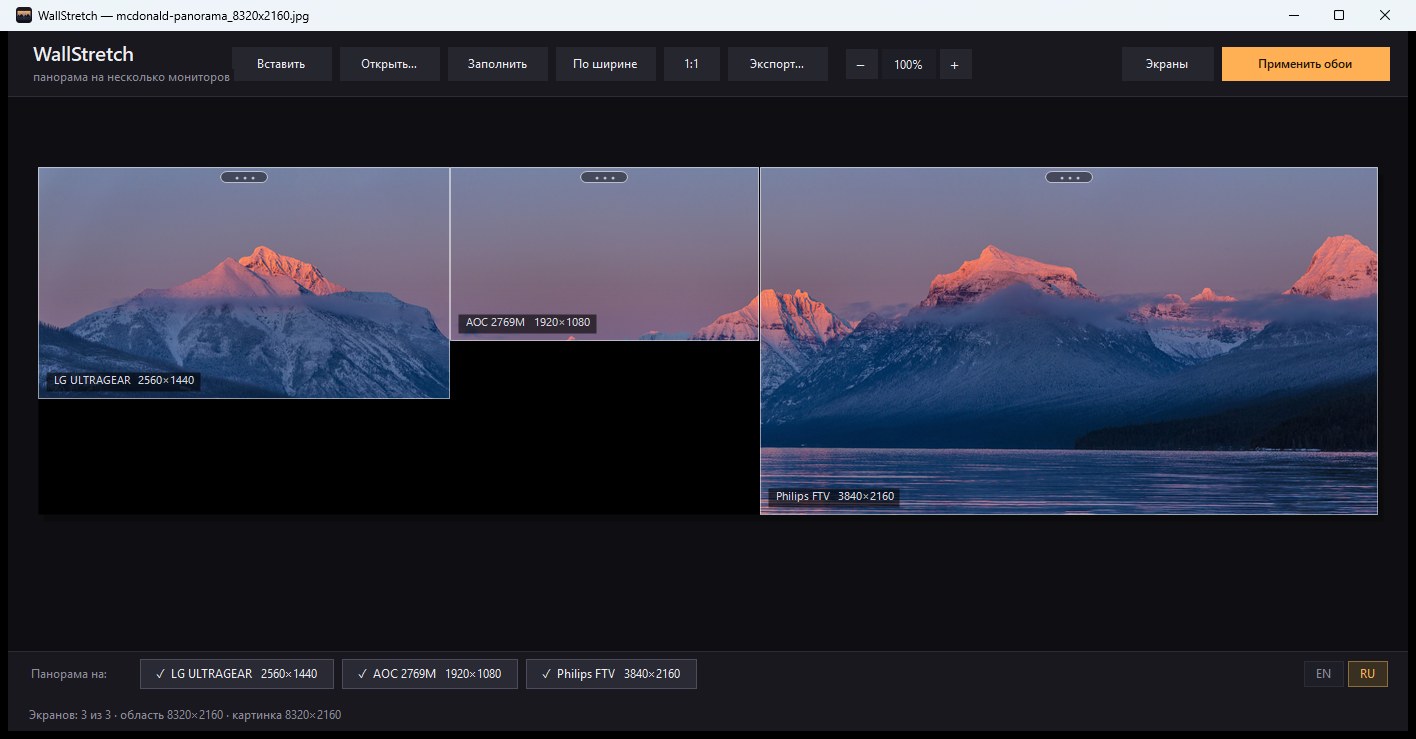 WallStretch — mcdonald-panorama_8320x2160.jpg
WallStretch
панорама на несколько мониторов
Вставить
Открыть...
Заполнить
По ширине
1:1
Экспорт...
–
100%
+
Экраны
Применить обои
LG ULTRAGEAR 2560×1440
AOC 2769M 1920×1080
Philips FTV 3840×2160
Панорама на:
✓ LG ULTRAGEAR 2560×1440
✓ AOC 2769M 1920×1080
✓ Philips FTV 3840×2160
EN
RU
Экранов: 3 из 3 · область 8320×2160 · картинка 8320×2160